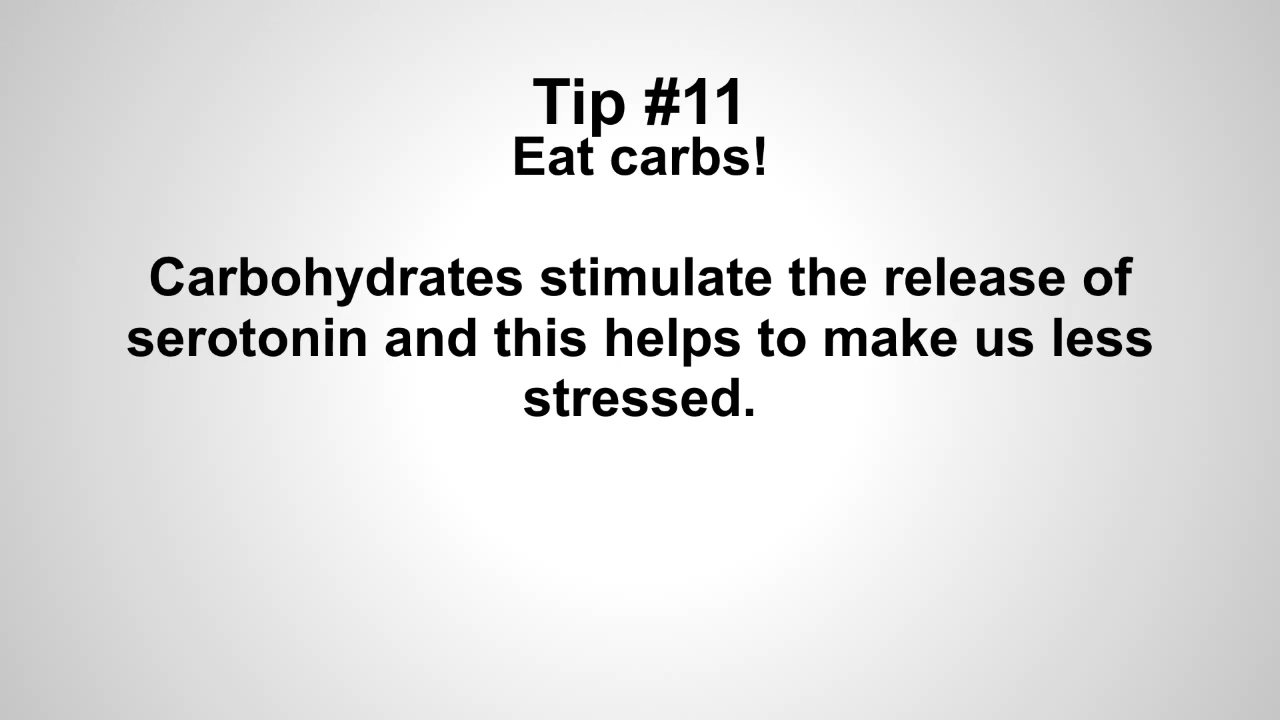 Tip #11
Eat carbs!
Carbohydrates stimulate the release of
serotonin and this helps to make us less
stressed.